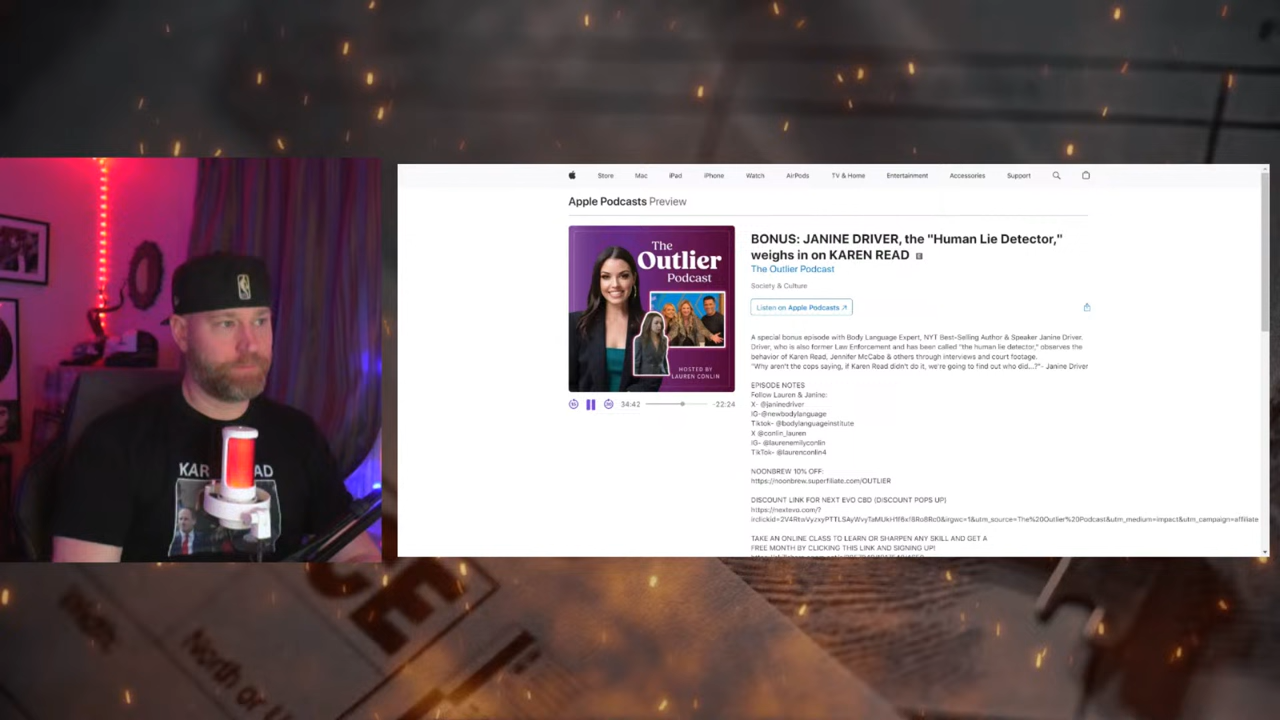 Store Mac iPad iPhone Watch AirPods TV & Home Entertainment Accessories Support
Apple Podcasts Preview
The
Outlier
Podcast
HOSTED BY
LAUREN CONLIN
34:42
-22:24
BONUS: JANINE DRIVER, the "Human Lie Detector,"
weighs in on KAREN READ
The Outlier Podcast
Society & Culture
Listen on Apple Podcasts ↗
A special bonus episode with Body Language Expert, NYT Best-Selling Author & Speaker Janine Driver.
Driver, who is also former Law Enforcement and has been called "the human lie detector," observes the
behavior of Karen Read, Jennifer McCabe & others through interviews and court footage.
"Why aren't the cops saying, if Karen Read didn't do it, we're going to find out who did...?"- Janine Driver
EPISODE NOTES
Follow Lauren & Janine:
X- @janinedriver
IG-@newbodylanguage
Tiktok- @bodylanguageinstitute
X @conlin_lauren
IG- @laurenemilyconlin
TikTok- @laurenconlin4
NOONBREW 10% OFF:
https://noonbrew.superfiliate.com/OUTLIER
DISCOUNT LINK FOR NEXT EVO CBD (DISCOUNT POPS UP)
https://nextevo.com/?
TAKE AN ONLINE CLASS TO LEARN OR SHARPEN ANY SKILL AND GET A
FREE MONTH BY CLICKING THIS LINK AND SIGNING UP!
KAR AD
CE
North or